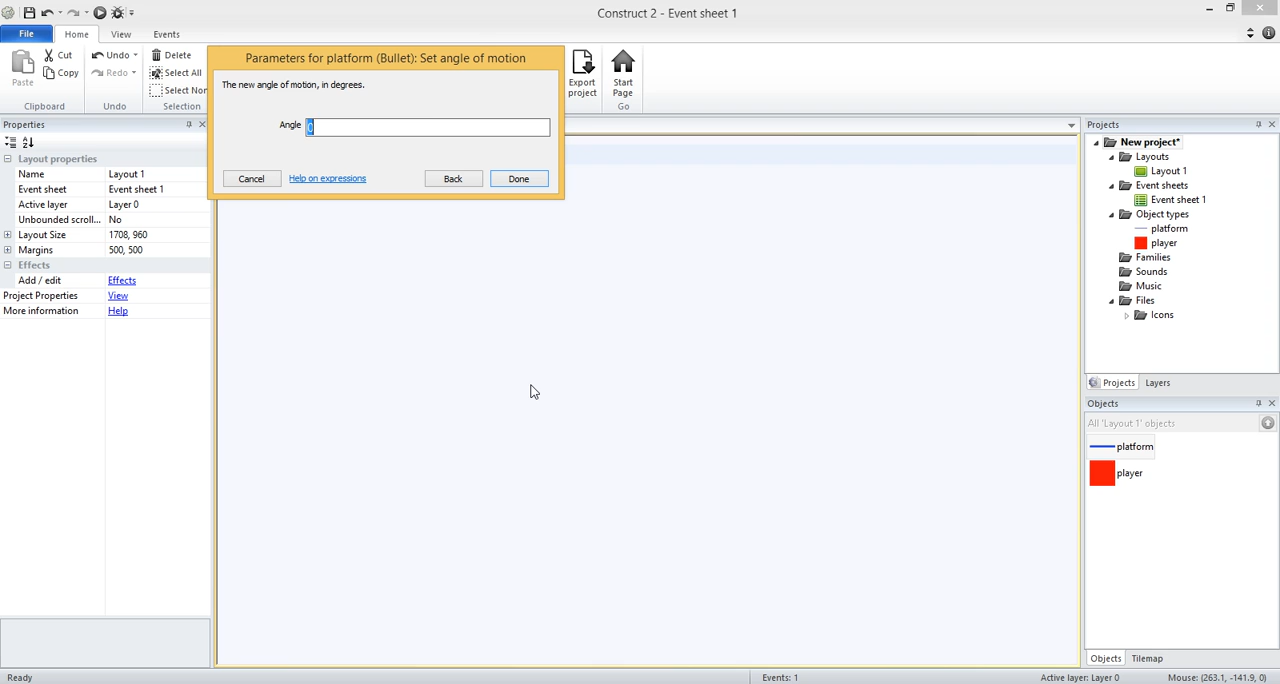 Construct 2 - Event sheet 1
File Home View Events
Paste Cut Copy Clipboard
Undo Redo Undo
Delete Select All Select Non Selection
Export project Start Page Go
Parameters for platform (Bullet): Set angle of motion
The new angle of motion, in degrees.
Angle 0
Cancel Help on expressions Back Done
Properties
Layout properties
Name Layout 1
Event sheet Event sheet 1
Active layer Layer 0
Unbounded scroll... No
Layout Size 1708, 960
Margins 500, 500
Effects
Add / edit Effects
Project Properties View
More information Help
Projects
New project*
Layouts
Layout 1
Event sheets
Event sheet 1
Object types
platform
player
Families
Sounds
Music
Files
Icons
Projects Layers
Objects
All 'Layout 1' objects
platform
player
Objects Tilemap
Ready Events: 1 Active layer: Layer 0 Mouse: (263.1, -141.9, 0)